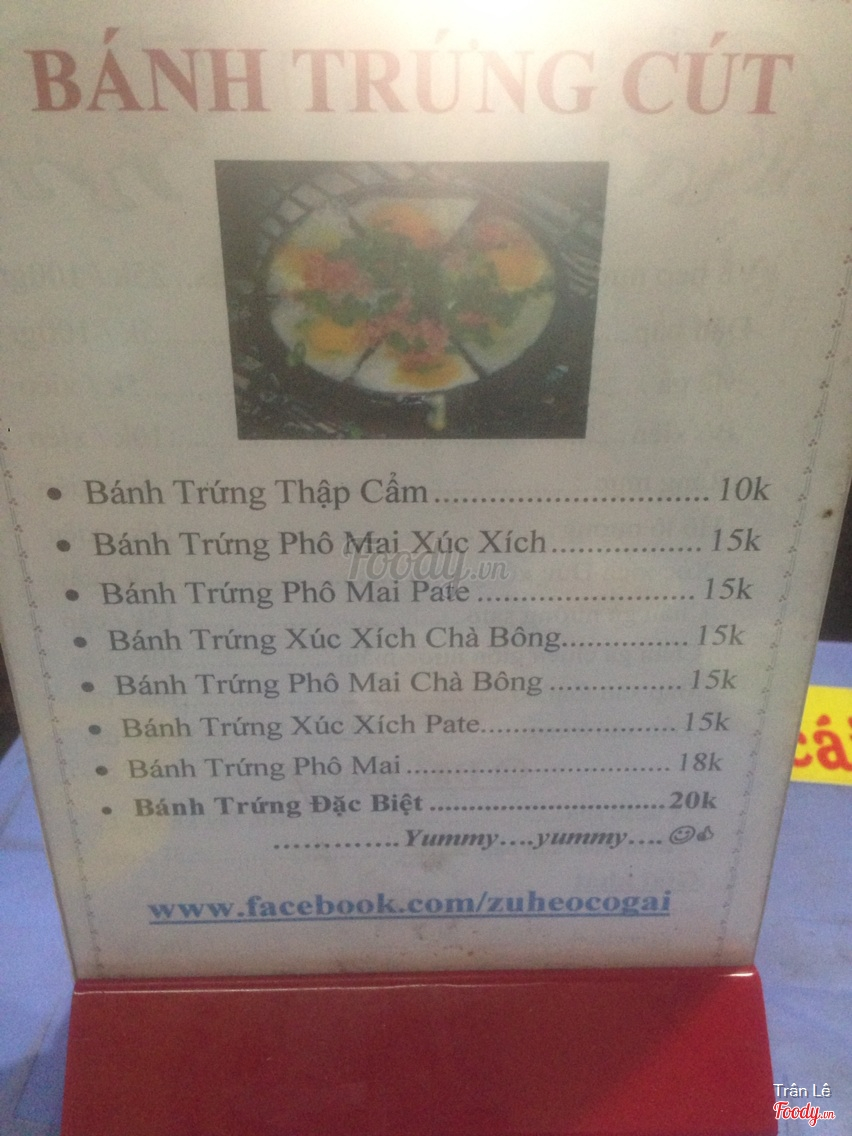 BÁNH TRỨNG CÚT
• Bánh Trứng Thập Cẩm.............................. 10k
• Bánh Trứng Phô Mai Xúc Xích................. 15k
• Bánh Trứng Phô Mai Pate ........................ 15k
• Bánh Trứng Xúc Xích Chà Bông.............. 15k
• Bánh Trứng Phô Mai Chà Bông ............... 15k
• Bánh Trứng Xúc Xích Pate....................... 15k
• Bánh Trứng Phô Mai ................................ 18k
• Bánh Trứng Đặc Biệt ...............................20k
.............Yummy....yummy....☺👍
www.facebook.com/zuheocogai
Foody.vn
cá
Trân Lê
Foody.vn